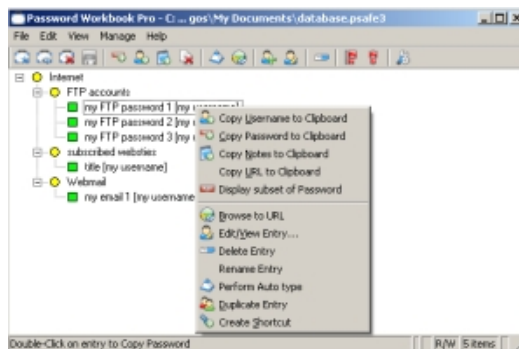 Password Workbook Pro - C: ... gos\My Documents\database.psafe3
File Edit View Manage Help
Internet
FTP accounts
my FTP password 1 [my username]
my FTP password 2 [my
my FTP password 3 [my
subscribed websties
title [my username]
Webmail
my email 1 [my username
Copy Username to Clipboard
Copy Password to Clipboard
Copy Notes to Clipboard
Copy URL to Clipboard
Display subset of Password
Browse to URL
Edit/View Entry...
Delete Entry
Rename Entry
Perform Auto type
Duplicate Entry
Create Shortcut
Double-Click on entry to Copy Password
R/W 5 items